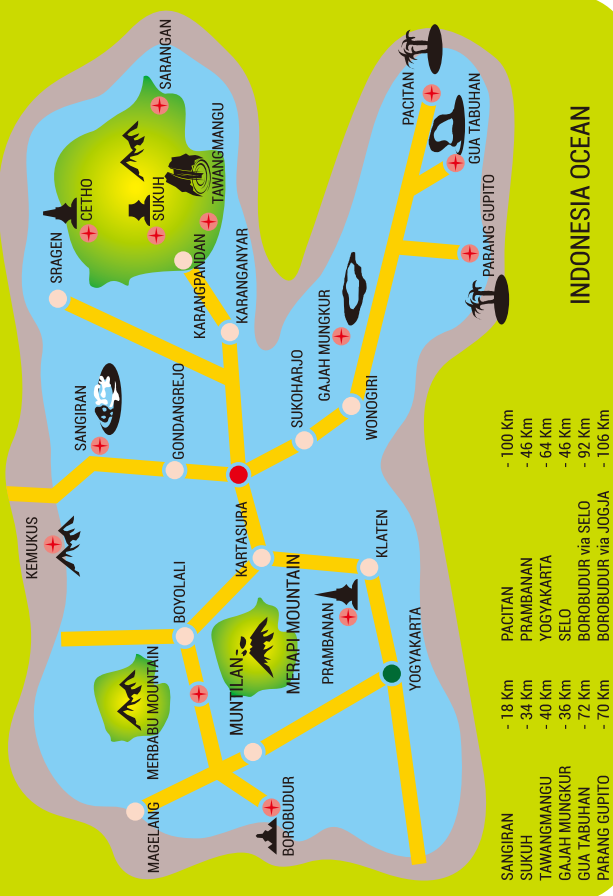 KEMUKUS
SANGIRAN
SRAGEN
CETHO
SUKUH
SARANGAN
TAWANGMANGU
KARANGPANDAN
KARANGANYAR
GONDANGREJO
MAGELANG
MERBABU MOUNTAIN
BOYOLALI
KARTASURA
SUKOHARJO
GAJAH MUNGKUR
WONOGIRI
MUNTILAN
MERAPI MOUNTAIN
BOROBUDUR
PRAMBANAN
KLATEN
YOGYAKARTA
PACITAN
GUA TABUHAN
PARANG GUPITO
INDONESIA OCEAN
SANGIRAN - 18 Km
SUKUH - 34 Km
TAWANGMANGU - 40 Km
GAJAH MUNGKUR - 36 Km
GUA TABUHAN - 72 Km
PARANG GUPITO - 70 Km
PACITAN - 100 Km
PRAMBANAN - 46 Km
YOGYAKARTA - 64 Km
SELO - 46 Km
BOROBUDUR via SELO - 92 Km
BOROBUDUR via JOGJA - 106 Km